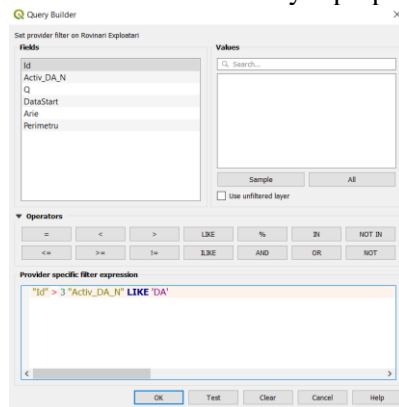 Query Builder
Set provider filter on Rovinari Exploatari
Fields
Values
Id
Activ_DA_N
Q
DataStart
Arie
Perimetru
Search...
Sample
All
Use unfiltered layer
Operators
= < > LIKE % IN NOT IN
<= >= != ILIKE AND OR NOT
Provider specific filter expression
"Id" > 3 "Activ_DA_N" LIKE 'DA'
OK Test Clear Cancel Help